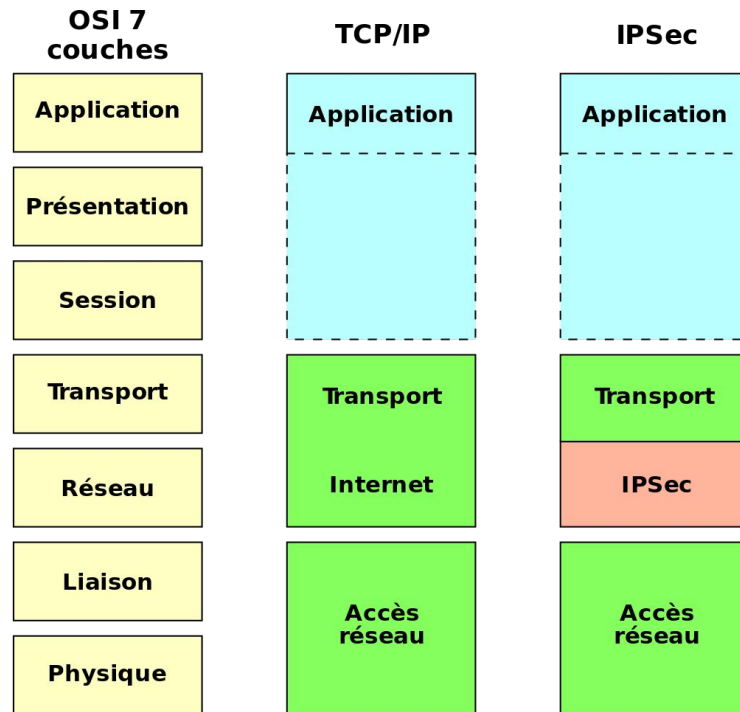 OSI 7
couches
Application
Présentation
Session
Transport
Réseau
Liaison
Physique
TCP/IP
Application
Transport
Internet
Accès
réseau
IPSec
Application
Transport
IPSec
Accès
réseau